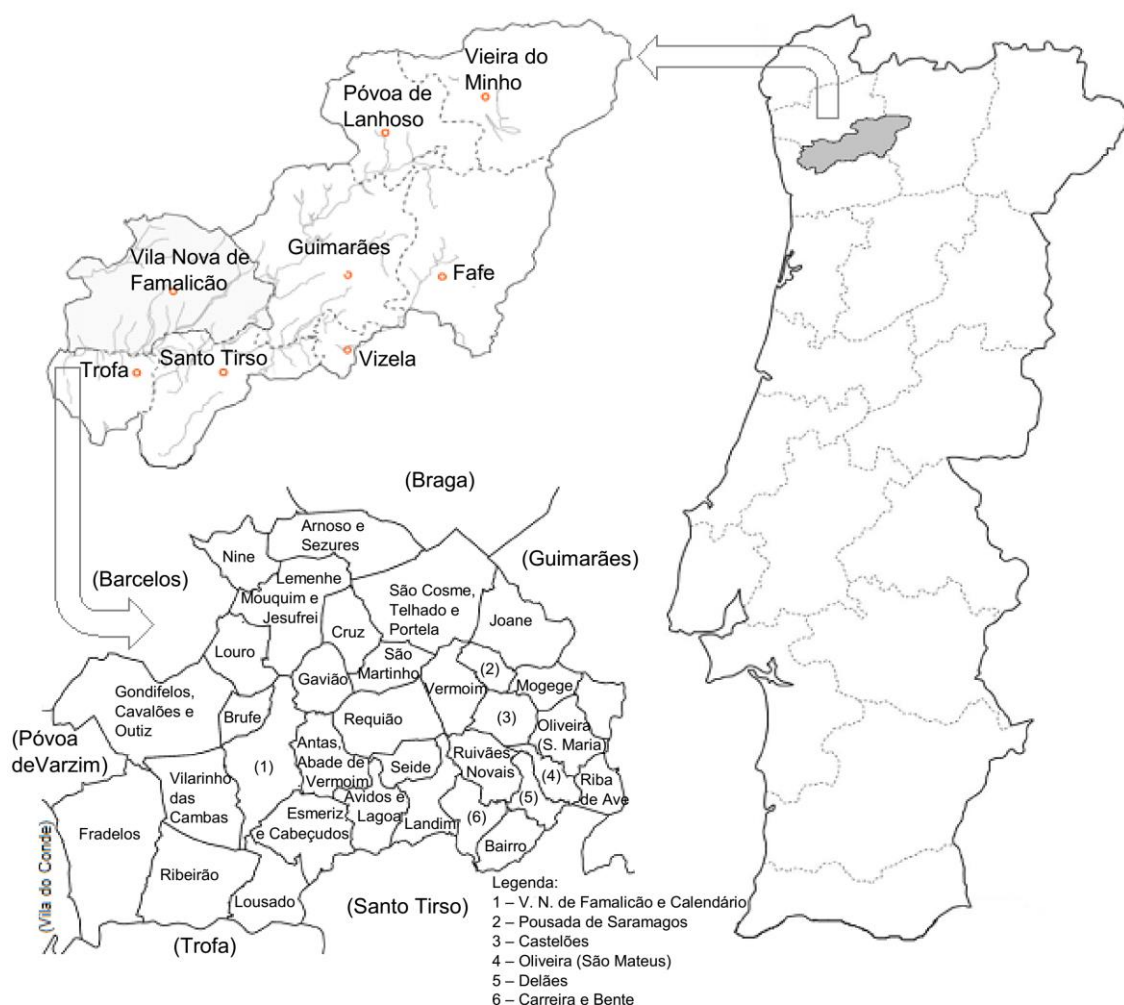 Vieira do
Minho
Póvoa de
Lanhoso
Vila Nova de
Famalicão
Guimarães
Fafe
Trofa
Santo Tirso
Vizela
(Braga)
(Guimarães)
(Barcelos)
Arnoso e
Sezures
Nine
Lemenhe
Mouquim e
Jesufrei
São Cosme,
Telhado e
Portela
Joane
Cruz
Louro
São
Martinho
(2)
Gavião
Vermoim
Mogege
Gondifelos,
Cavalões e
Outiz
Brufe
Requião
(3)
Oliveira
(S. Maria)
(Póvoa
deVarzim)
Antas,
Abade de
Vermoim
(1)
Seide
Ruivães
Novais
(4)
Riba
de Ave
Vilarinho
das
Cambas
(5)
Avidos e
Lagoa
Esmeriz
e Cabeçudos
Landim
(6)
Fradelos
Bairro
Ribeirão
Lousado
(Vila do Conde)
(Santo Tirso)
(Trofa)
Legenda:
1 – V. N. de Famalicão e Calendário
2 – Pousada de Saramagos
3 – Castelões
4 – Oliveira (São Mateus)
5 – Delães
6 – Carreira e Bente